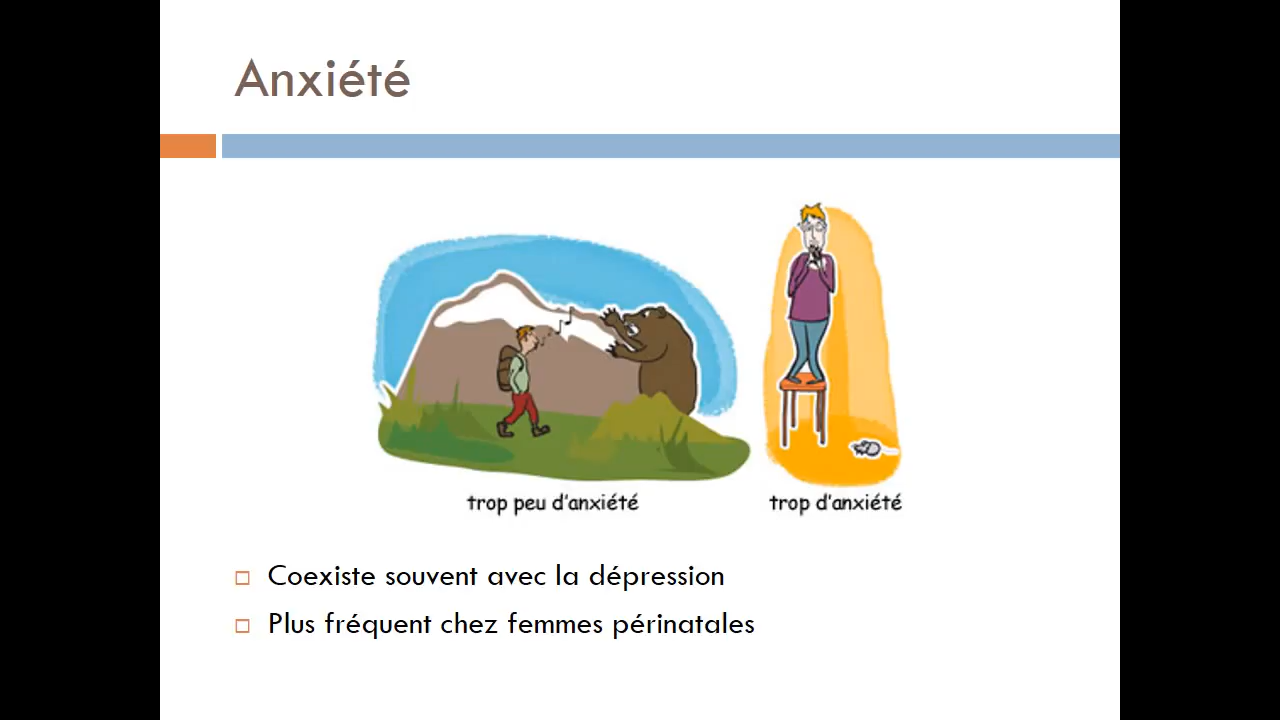 Anxiété
trop peu d'anxiété
trop d'anxiété
Coexiste souvent avec la dépression
Plus fréquent chez femmes périnatales